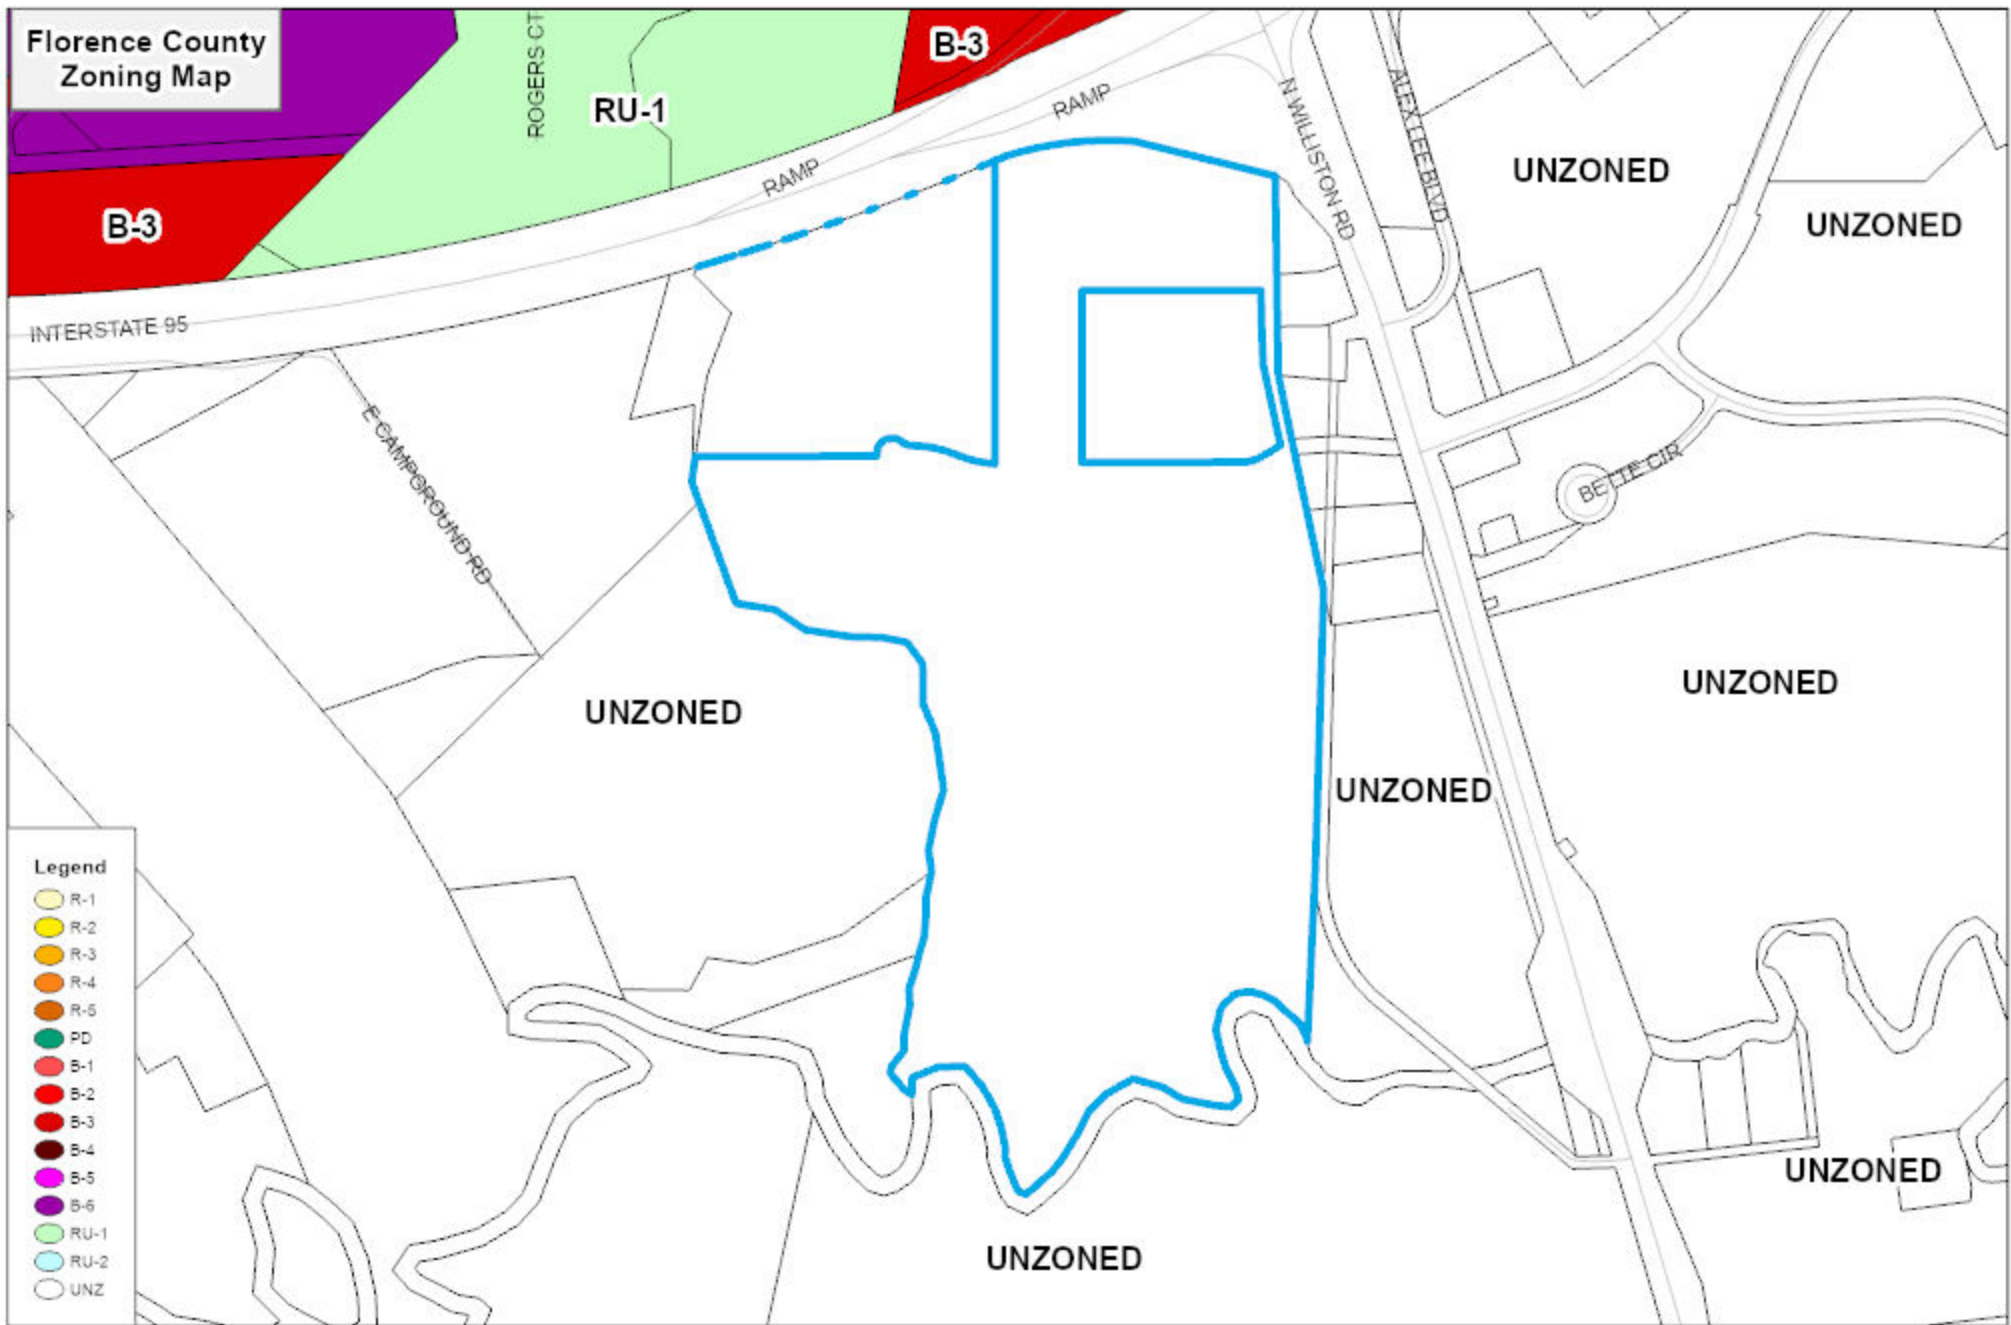 Florence County
Zoning Map
B-3
ROGERS CT
RU-1
RAMP
RAMP
N WILLISTON RD
ALEX LEE BLVD
UNZONED
UNZONED
B-3
INTERSTATE 95
E CAMPGROUND RD
BETTE CIR
UNZONED
UNZONED
UNZONED
UNZONED
UNZONED
Legend
R-1
R-2
R-3
R-4
R-5
PD
B-1
B-2
B-3
B-4
B-5
B-6
RU-1
RU-2
UNZ